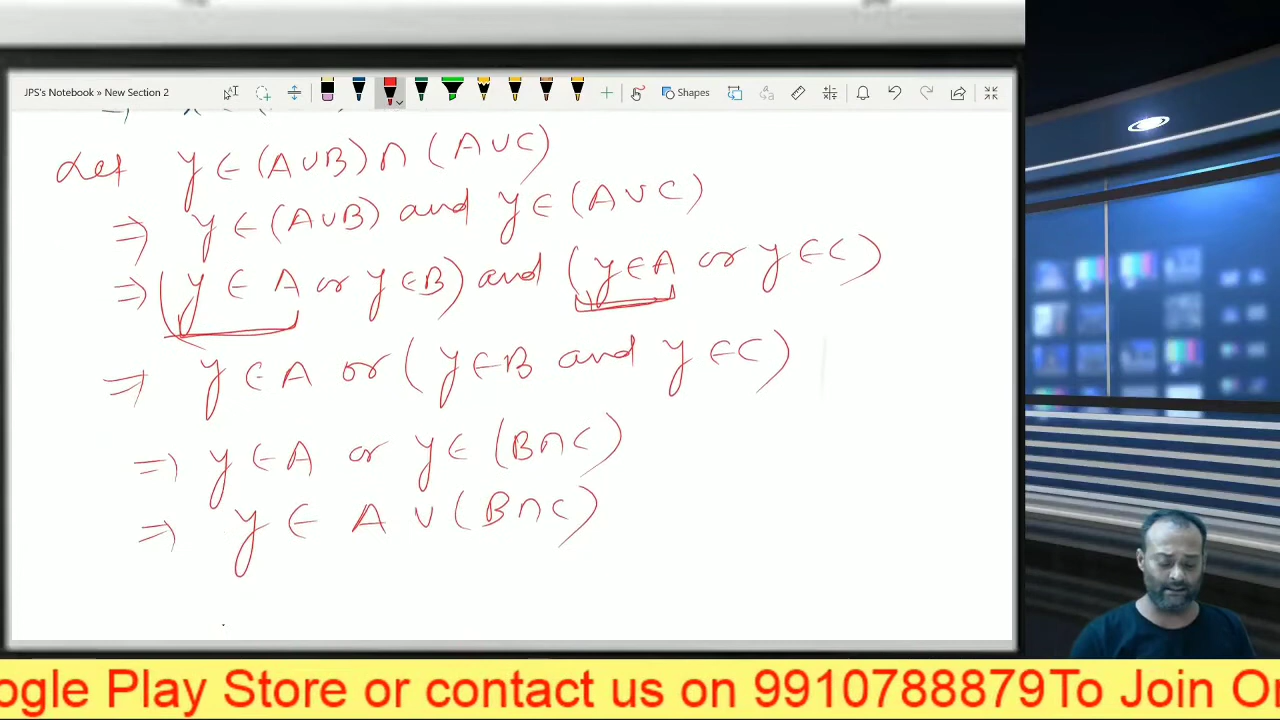 JPS's Notebook » New Section 2
Shapes
Let y ∈ (A∪B) ∩ (A∪C)
⇒ y ∈ (A∪B) and y ∈ (A∪C)
⇒ (y ∈ A or y ∈ B) and (y ∈ A or y ∈ C)
⇒ y ∈ A or (y ∈ B and y ∈ C)
⇒ y ∈ A or y ∈ (B∩C)
⇒ y ∈ A ∪ (B∩C)
ogle Play Store or contact us on 9910788879To Join On